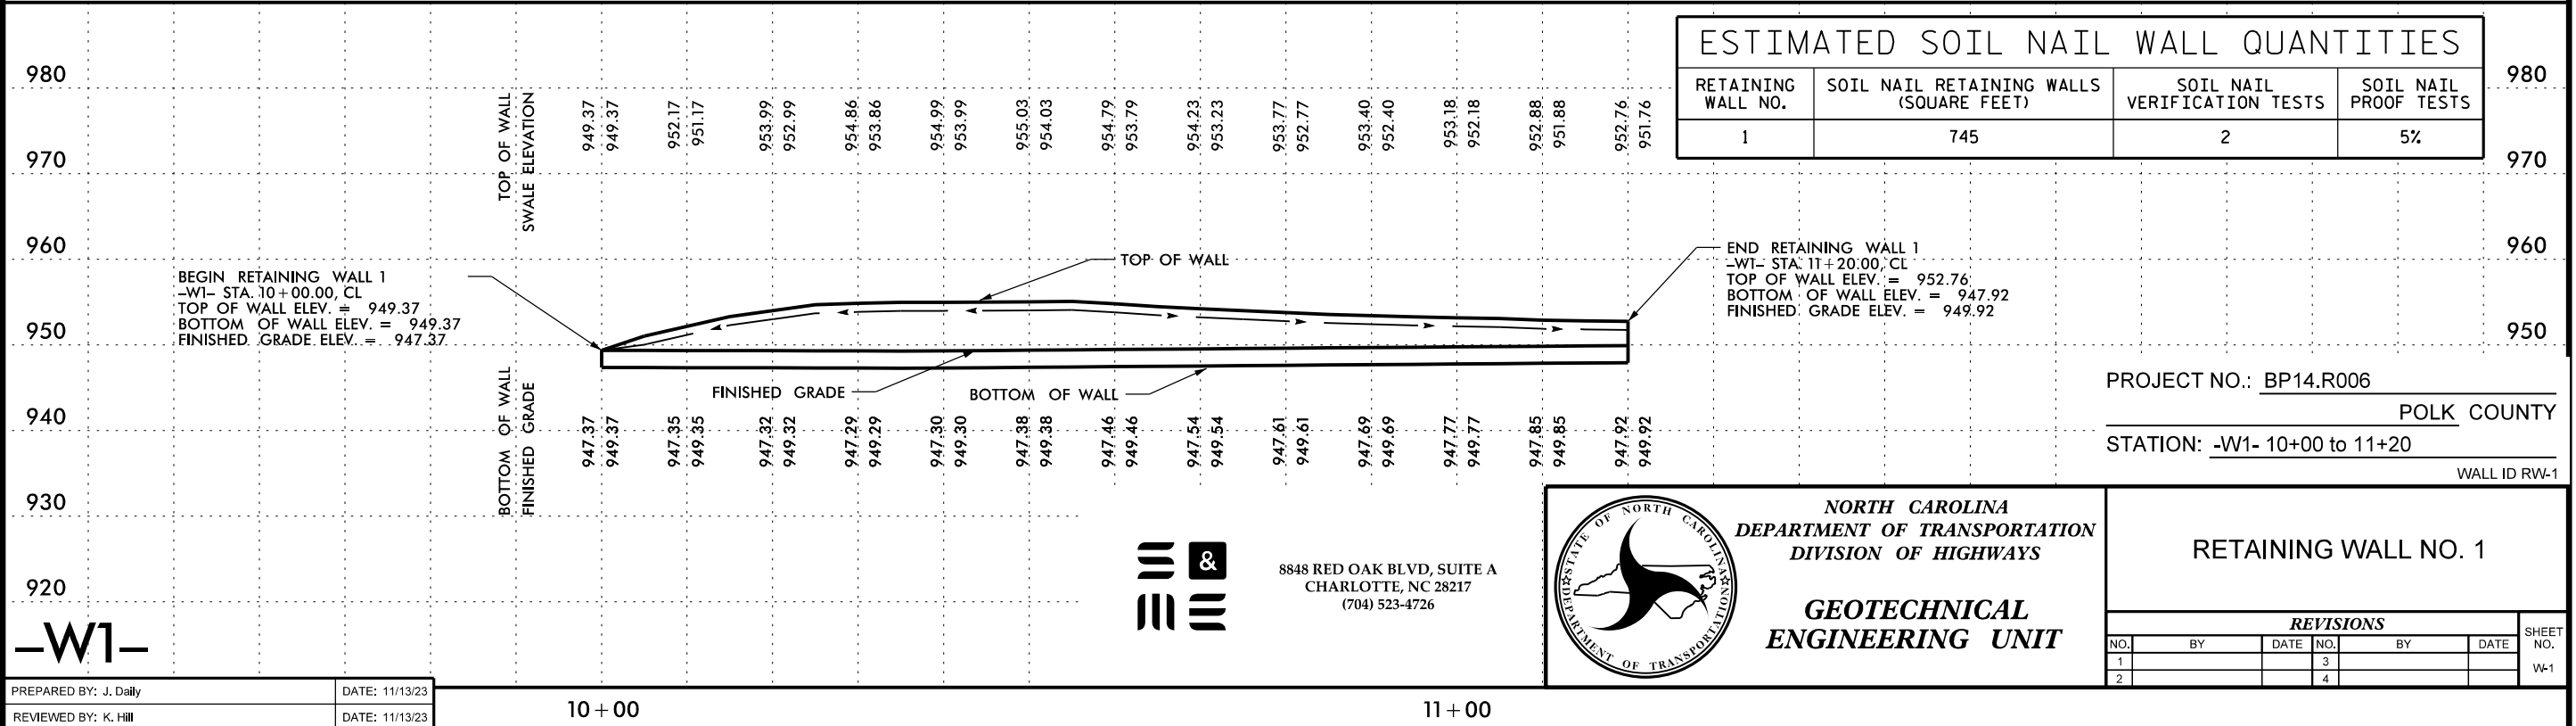 ESTIMATED SOIL NAIL WALL QUANTITIES
RETAINING WALL NO.
SOIL NAIL RETAINING WALLS (SQUARE FEET)
SOIL NAIL VERIFICATION TESTS
SOIL NAIL PROOF TESTS
1 745 2 5%
980 980
970 970
960 960
950 950
940
930
920
TOP OF WALL
SWALE ELEVATION
949.37 949.37
952.17 951.17
953.99 952.99
954.86 953.86
954.99 953.99
955.03 954.03
954.79 953.79
954.23 953.23
953.77 952.77
953.40 952.40
953.18 952.18
952.88 951.88
952.76 951.76
BEGIN RETAINING WALL 1
-W1- STA. 10+00.00, CL
TOP OF WALL ELEV. = 949.37
BOTTOM OF WALL ELEV. = 949.37
FINISHED GRADE ELEV. = 947.37
TOP OF WALL
END RETAINING WALL 1
-W1- STA. 11+20.00, CL
TOP OF WALL ELEV. = 952.76
BOTTOM OF WALL ELEV. = 947.92
FINISHED GRADE ELEV. = 949.92
FINISHED GRADE
BOTTOM OF WALL
BOTTOM OF WALL
FINISHED GRADE
947.37 949.37
947.35 949.35
947.32 949.32
947.29 949.29
947.30 949.30
947.38 949.38
947.46 949.46
947.54 949.54
947.61 949.61
947.69 949.69
947.77 949.77
947.85 949.85
947.92 949.92
PROJECT NO.: BP14.R006
POLK COUNTY
STATION: -W1- 10+00 to 11+20
WALL ID RW-1
S&
ME
8848 RED OAK BLVD, SUITE A
CHARLOTTE, NC 28217
(704) 523-4726
STATE OF NORTH CAROLINA
DEPARTMENT OF TRANSPORTATION
NORTH CAROLINA
DEPARTMENT OF TRANSPORTATION
DIVISION OF HIGHWAYS
GEOTECHNICAL
ENGINEERING UNIT
RETAINING WALL NO. 1
REVISIONS
NO. BY DATE NO. BY DATE
1 3
2 4
SHEET NO.
W-1
-W1-
PREPARED BY: J. Daily DATE: 11/13/23
REVIEWED BY: K. Hill DATE: 11/13/23
10+00 11+00